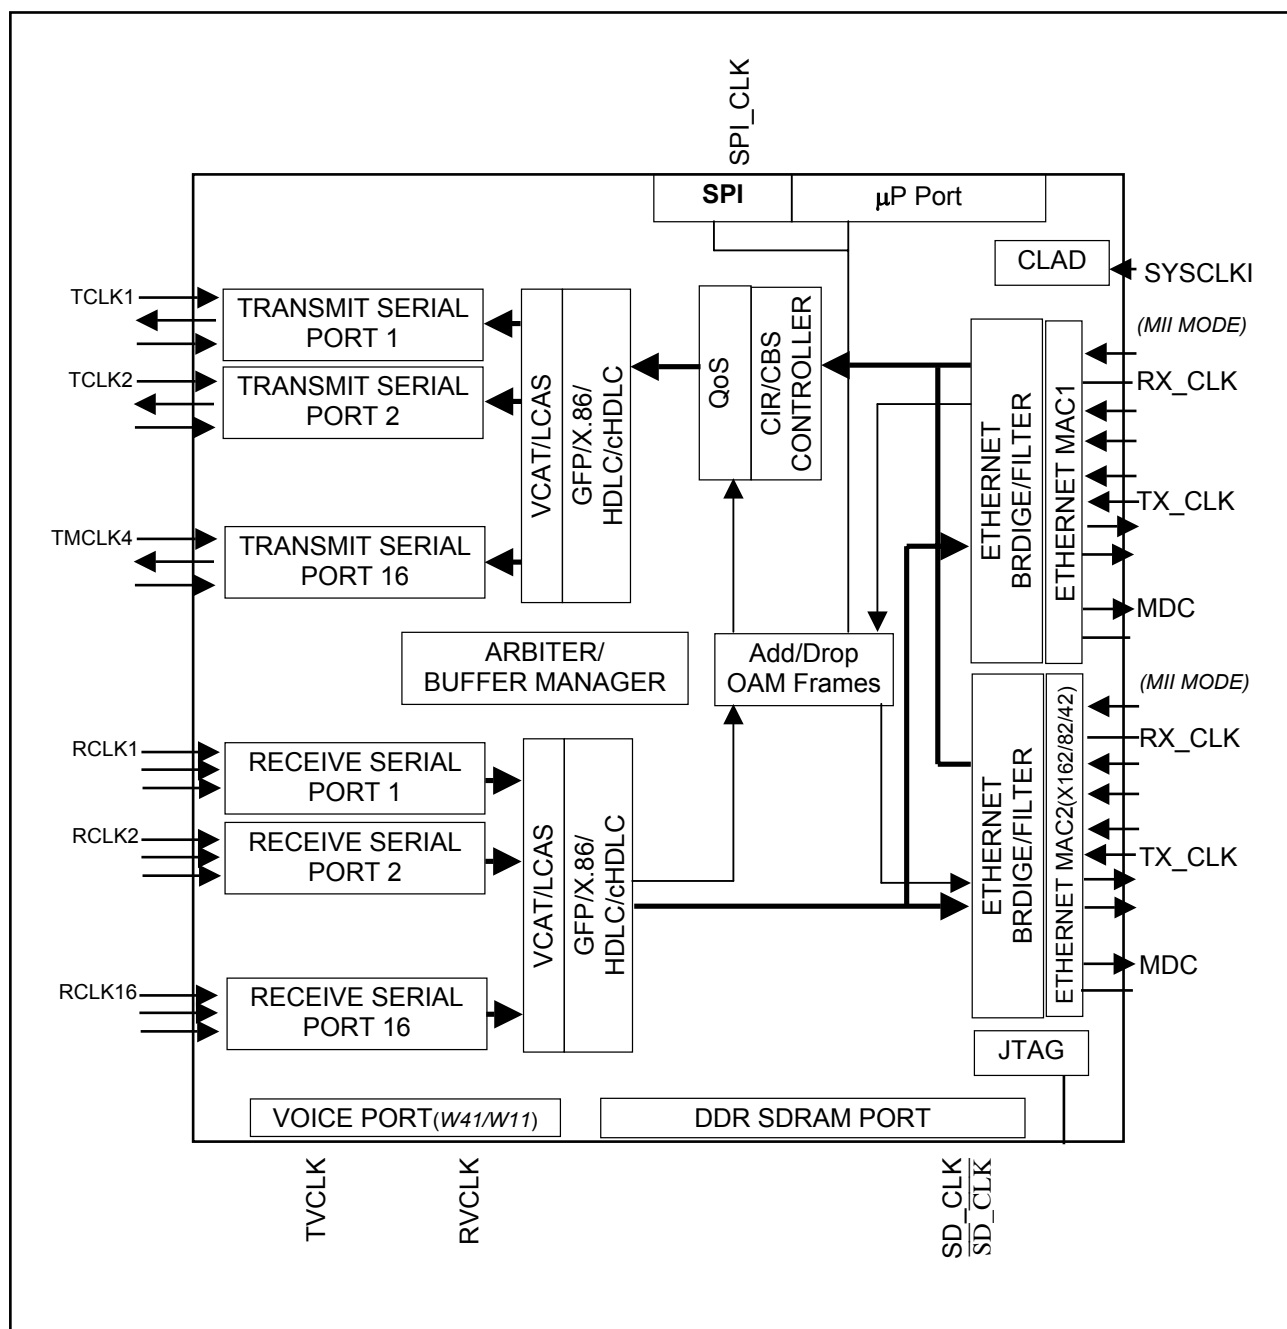 SPI_CLK
SPI
µP Port
CLAD
SYSCLKI
TCLK1
TRANSMIT SERIAL
PORT 1
TCLK2
TRANSMIT SERIAL
PORT 2
TMCLK4
TRANSMIT SERIAL
PORT 16
VCAT/LCAS
GFP/X.86/
HDLC/cHDLC
QoS
CIR/CBS
CONTROLLER
ETHERNET
BRDIGE/FILTER
ETHERNET MAC1
(MII MODE)
RX_CLK
TX_CLK
MDC
ARBITER/
BUFFER MANAGER
Add/Drop
OAM Frames
RCLK1
RECEIVE SERIAL
PORT 1
RCLK2
RECEIVE SERIAL
PORT 2
RCLK16
RECEIVE SERIAL
PORT 16
VCAT/LCAS
GFP/X.86/
HDLC/cHDLC
ETHERNET
BRDIGE/FILTER
ETHERNET MAC2(X162/82/42)
(MII MODE)
RX_CLK
TX_CLK
MDC
JTAG
VOICE PORT(W41/W11)
DDR SDRAM PORT
TVCLK
RVCLK
SD_CLK
SD_CLK